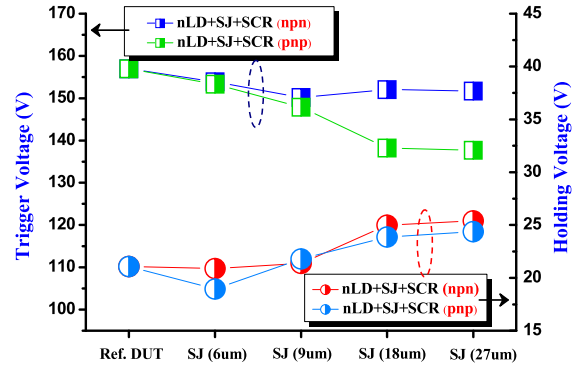 nLD+SJ+SCR (npn)
nLD+SJ+SCR (pnp)
170
160
150
140
130
120
110
100
Trigger Voltage (V)
45
40
35
30
25
20
15
Holding Voltage (V)
nLD+SJ+SCR (npn)
nLD+SJ+SCR (pnp)
Ref. DUT SJ (6um) SJ (9um) SJ (18um) SJ (27um)